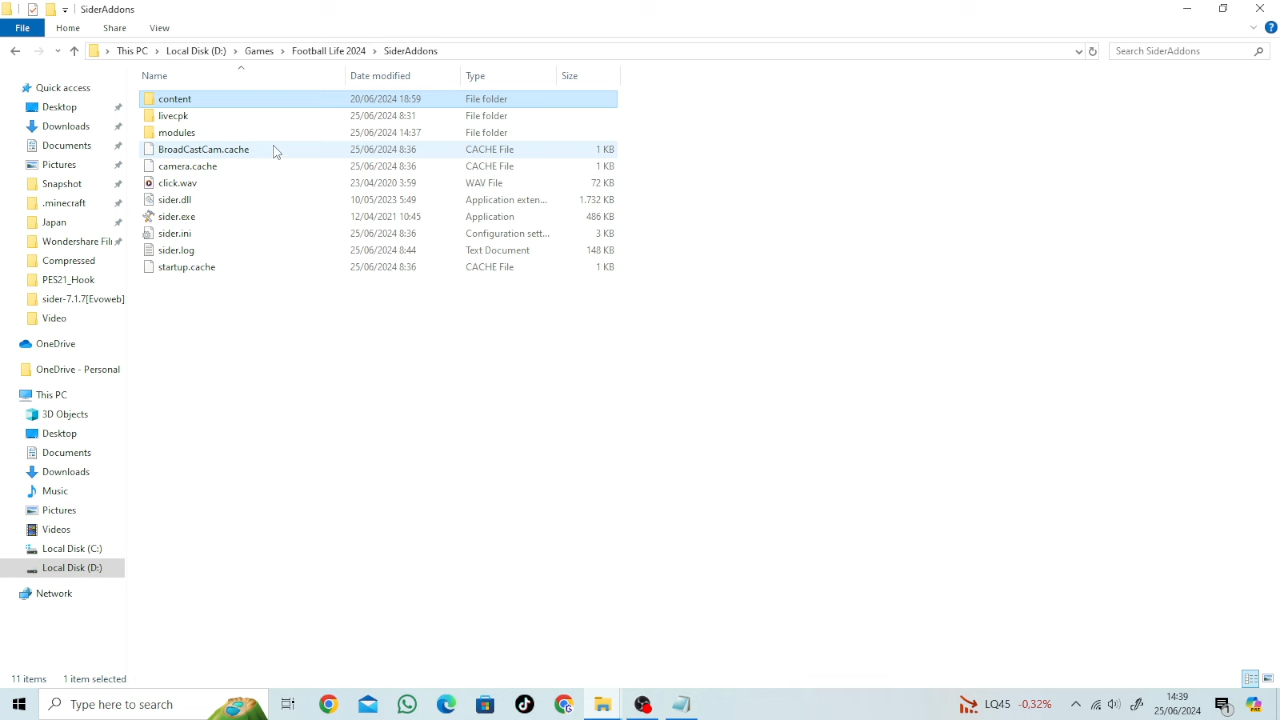 SiderAddons
File Home Share View
This PC Local Disk (D:) Games Football Life 2024 SiderAddons Search SiderAddons
Name Date modified Type Size
Quick access
Desktop
Downloads
Documents
Pictures
Snapshot
.minecraft
Japan
Wondershare Fil
Compressed
PES21_Hook
sider-7.1.7[Evoweb]
Video
OneDrive
OneDrive - Personal
This PC
3D Objects
Desktop
Documents
Downloads
Music
Pictures
Videos
Local Disk (C:)
Local Disk (D:)
Network
content 20/06/2024 18:59 File folder
livecpk 25/06/2024 8:31 File folder
modules 25/06/2024 14:37 File folder
BroadCastCam.cache 25/06/2024 8:36 CACHE File 1 KB
camera.cache 25/06/2024 8:36 CACHE File 1 KB
click.wav 23/04/2020 3:59 WAV File 72 KB
sider.dll 10/05/2023 5:49 Application exten... 1.732 KB
sider.exe 12/04/2021 10:45 Application 486 KB
sider.ini 25/06/2024 8:36 Configuration sett... 3 KB
sider.log 25/06/2024 8:44 Text Document 148 KB
startup.cache 25/06/2024 8:36 CACHE File 1 KB
11 items 1 item selected
Type here to search
LQ45 -0,32%
14:39
25/06/2024